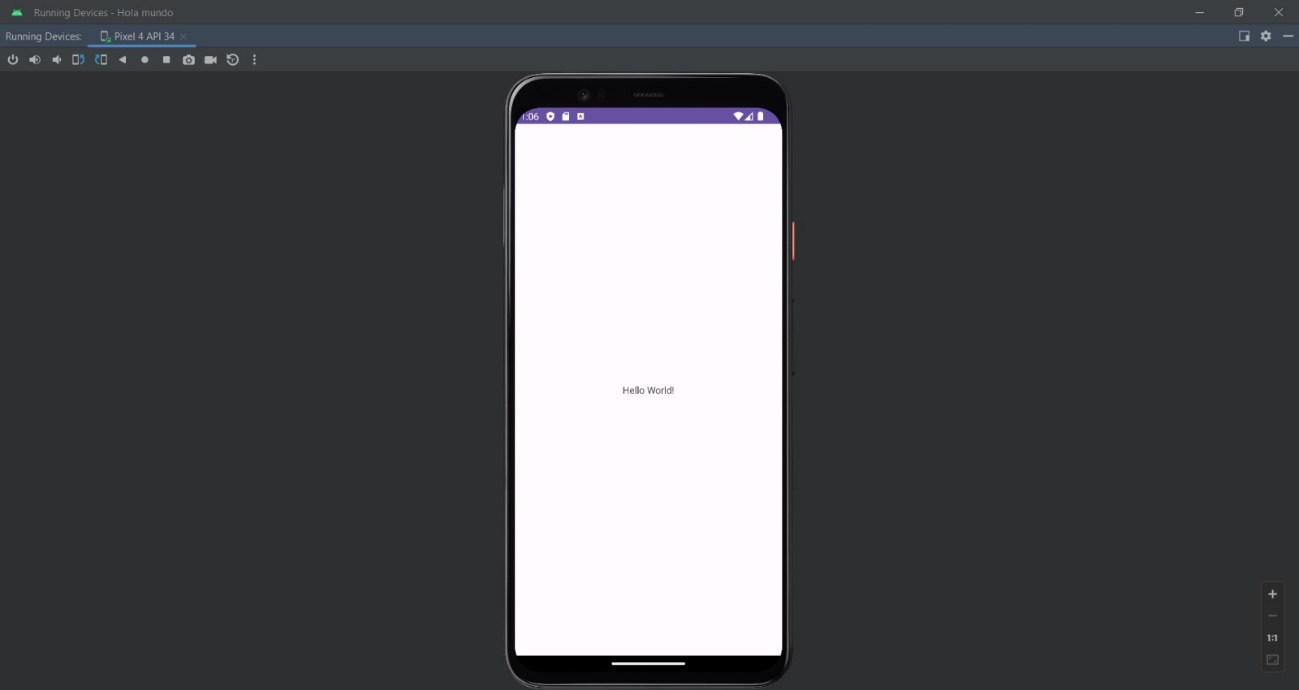 Running Devices - Hola mundo
Running Devices:
Pixel 4 API 34
1:06
Hello World!
1:1